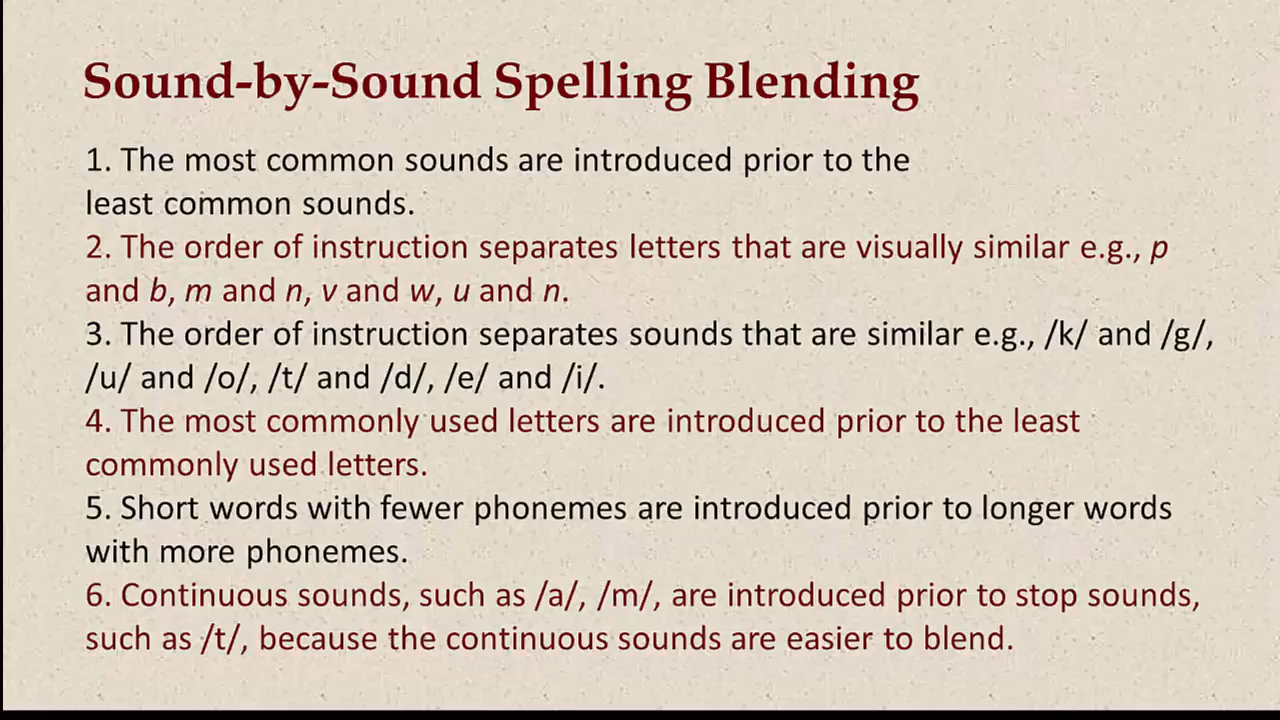 Sound-by-Sound Spelling Blending
1. The most common sounds are introduced prior to the
least common sounds.
2. The order of instruction separates letters that are visually similar e.g., p
and b, m and n, v and w, u and n.
3. The order of instruction separates sounds that are similar e.g., /k/ and /g/,
/u/ and /o/, /t/ and /d/, /e/ and /i/.
4. The most commonly used letters are introduced prior to the least
commonly used letters.
5. Short words with fewer phonemes are introduced prior to longer words
with more phonemes.
6. Continuous sounds, such as /a/, /m/, are introduced prior to stop sounds,
such as /t/, because the continuous sounds are easier to blend.